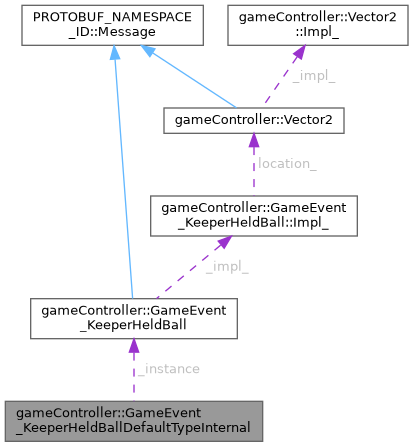 PROTOBUF_NAMESPACE
_ID::Message
gameController::Vector2
::Impl_
_impl_
gameController::Vector2
location_
gameController::GameEvent
_KeeperHeldBall::Impl_
_impl_
gameController::GameEvent
_KeeperHeldBall
_instance
gameController::GameEvent
_KeeperHeldBallDefaultTypeInternal